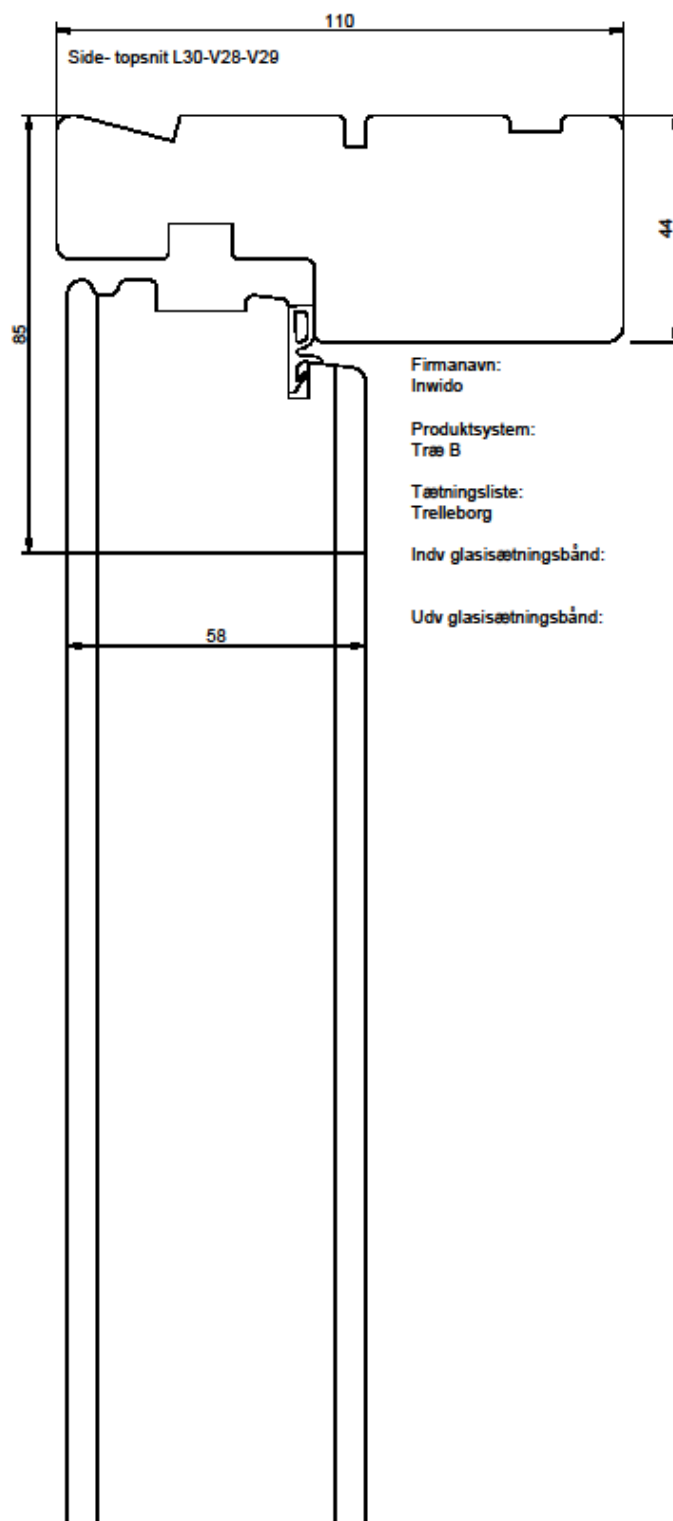 110
Side- topsnit L30-V28-V29
44
85
Firmanavn:
Inwido
Produktsystem:
Træ B
Tætningsliste:
Trelleborg
Indv glasisætningsbånd:
Udv glasisætningsbånd:
58